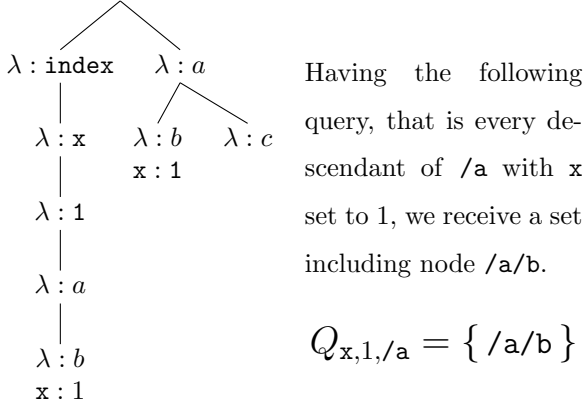 λ : index λ : a
λ : x λ : b λ : c
x : 1
λ : 1
λ : a
λ : b
x : 1
Having the following
query, that is every de-
scendant of /a with x
set to 1, we receive a set
including node /a/b.
Qx,1,/a = { /a/b }